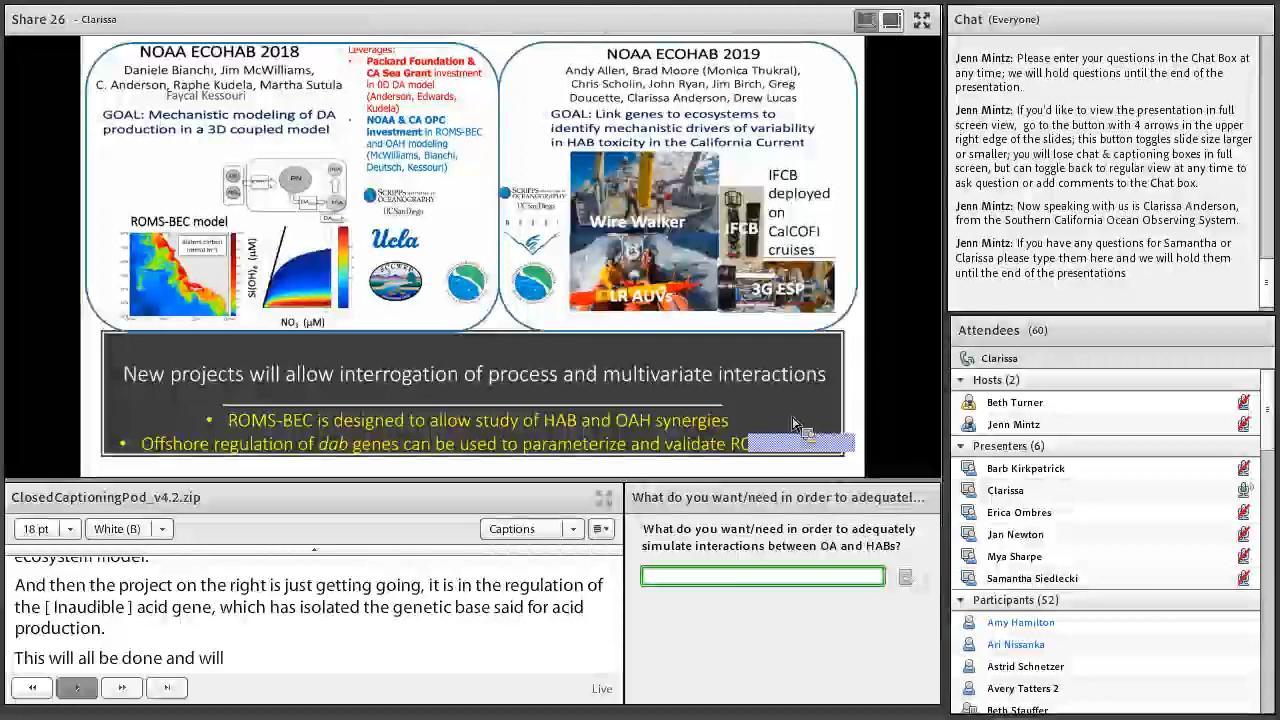 Share 26 - Clarissa
NOAA ECOHAB 2018
Daniele Bianchi, Jim McWilliams,
C. Anderson, Raphe Kudela, Martha Sutula
Faycal Kessouri
GOAL: Mechanistic modeling of DA
production in a 3D coupled model
Leverages:
• Packard Foundation &
CA Sea Grant investment
in 0D DA model
(Anderson, Edwards,
Kudela)
• NOAA & CA OPC
investment in ROMS-BEC
and OAH modeling
(McWilliams, Bianchi,
Deutsch, Kessouri)
PN
DA
ROMS-BEC model
Si(OH)4 (µM)
NO3 (µM)
SCRIPPS INSTITUTION OF
OCEANOGRAPHY
UC San Diego
Ucla
SCCWRP
NOAA ECOHAB 2019
Andy Allen, Brad Moore (Monica Thukral),
Chris Scholin, John Ryan, Jim Birch, Greg
Doucette, Clarissa Anderson, Drew Lucas
GOAL: Link genes to ecosystems to
identify mechanistic drivers of variability
in HAB toxicity in the California Current
SCRIPPS INSTITUTION OF
OCEANOGRAPHY
UC San Diego
Wire Walker
LR AUVs
IFCB
3G ESP
IFCB
deployed
on
CalCOFI
cruises
New projects will allow interrogation of process and multivariate interactions
• ROMS-BEC is designed to allow study of HAB and OAH synergies
• Offshore regulation of dab genes can be used to parameterize and validate RO
ClosedCaptioningPod_v4.2.zip
18 pt White (B) Captions
ecosystem model.
And then the project on the right is just getting going, it is in the regulation of
the [ Inaudible ] acid gene, which has isolated the genetic base said for acid
production.
This will all be done and will
Live
What do you want/need in order to adequatel...
What do you want/need in order to adequately
simulate interactions between OA and HABs?
Chat (Everyone)
Jenn Mintz: Please enter your questions in the Chat Box at
any time; we will hold questions until the end of the
presentation.
Jenn Mintz: If you'd like to view the presentation in full
screen view, go to the button with 4 arrows in the upper
right edge of the slides; this button toggles slide size larger
or smaller; you will lose chat & captioning boxes in full
screen, but can toggle back to regular view at any time to
ask question or add comments to the Chat box.
Jenn Mintz: Now speaking with us is Clarissa Anderson
from the Southern California Ocean Observing System.
Jenn Mintz: If you have any questions for Samantha or
Clarissa please type them here and we will hold them
until the end of the presentations
Attendees (60)
Clarissa
Hosts (2)
Beth Turner
Jenn Mintz
Presenters (6)
Barb Kirkpatrick
Clarissa
Erica Ombres
Jan Newton
Mya Sharpe
Samantha Siedlecki
Participants (52)
Amy Hamilton
Ari Nissanka
Astrid Schnetzer
Avery Tatters 2
Beth Stauffer